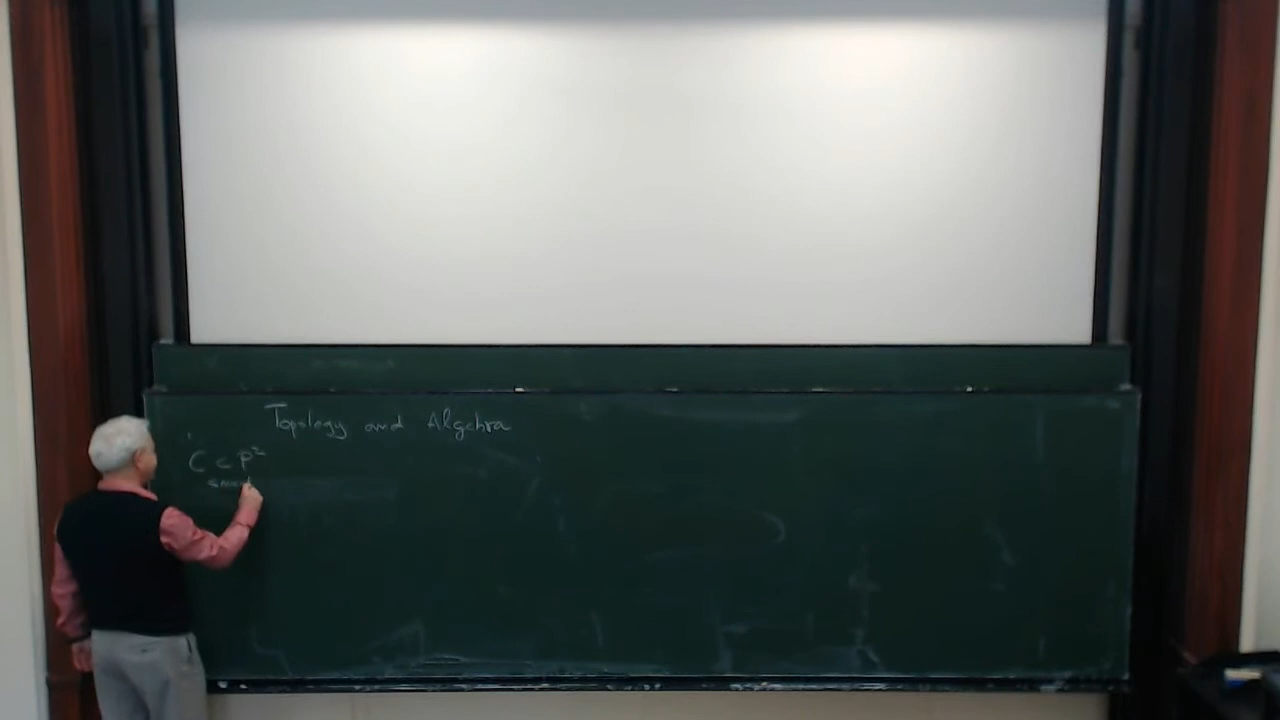 Topology and Algebra
C ⊂ P²